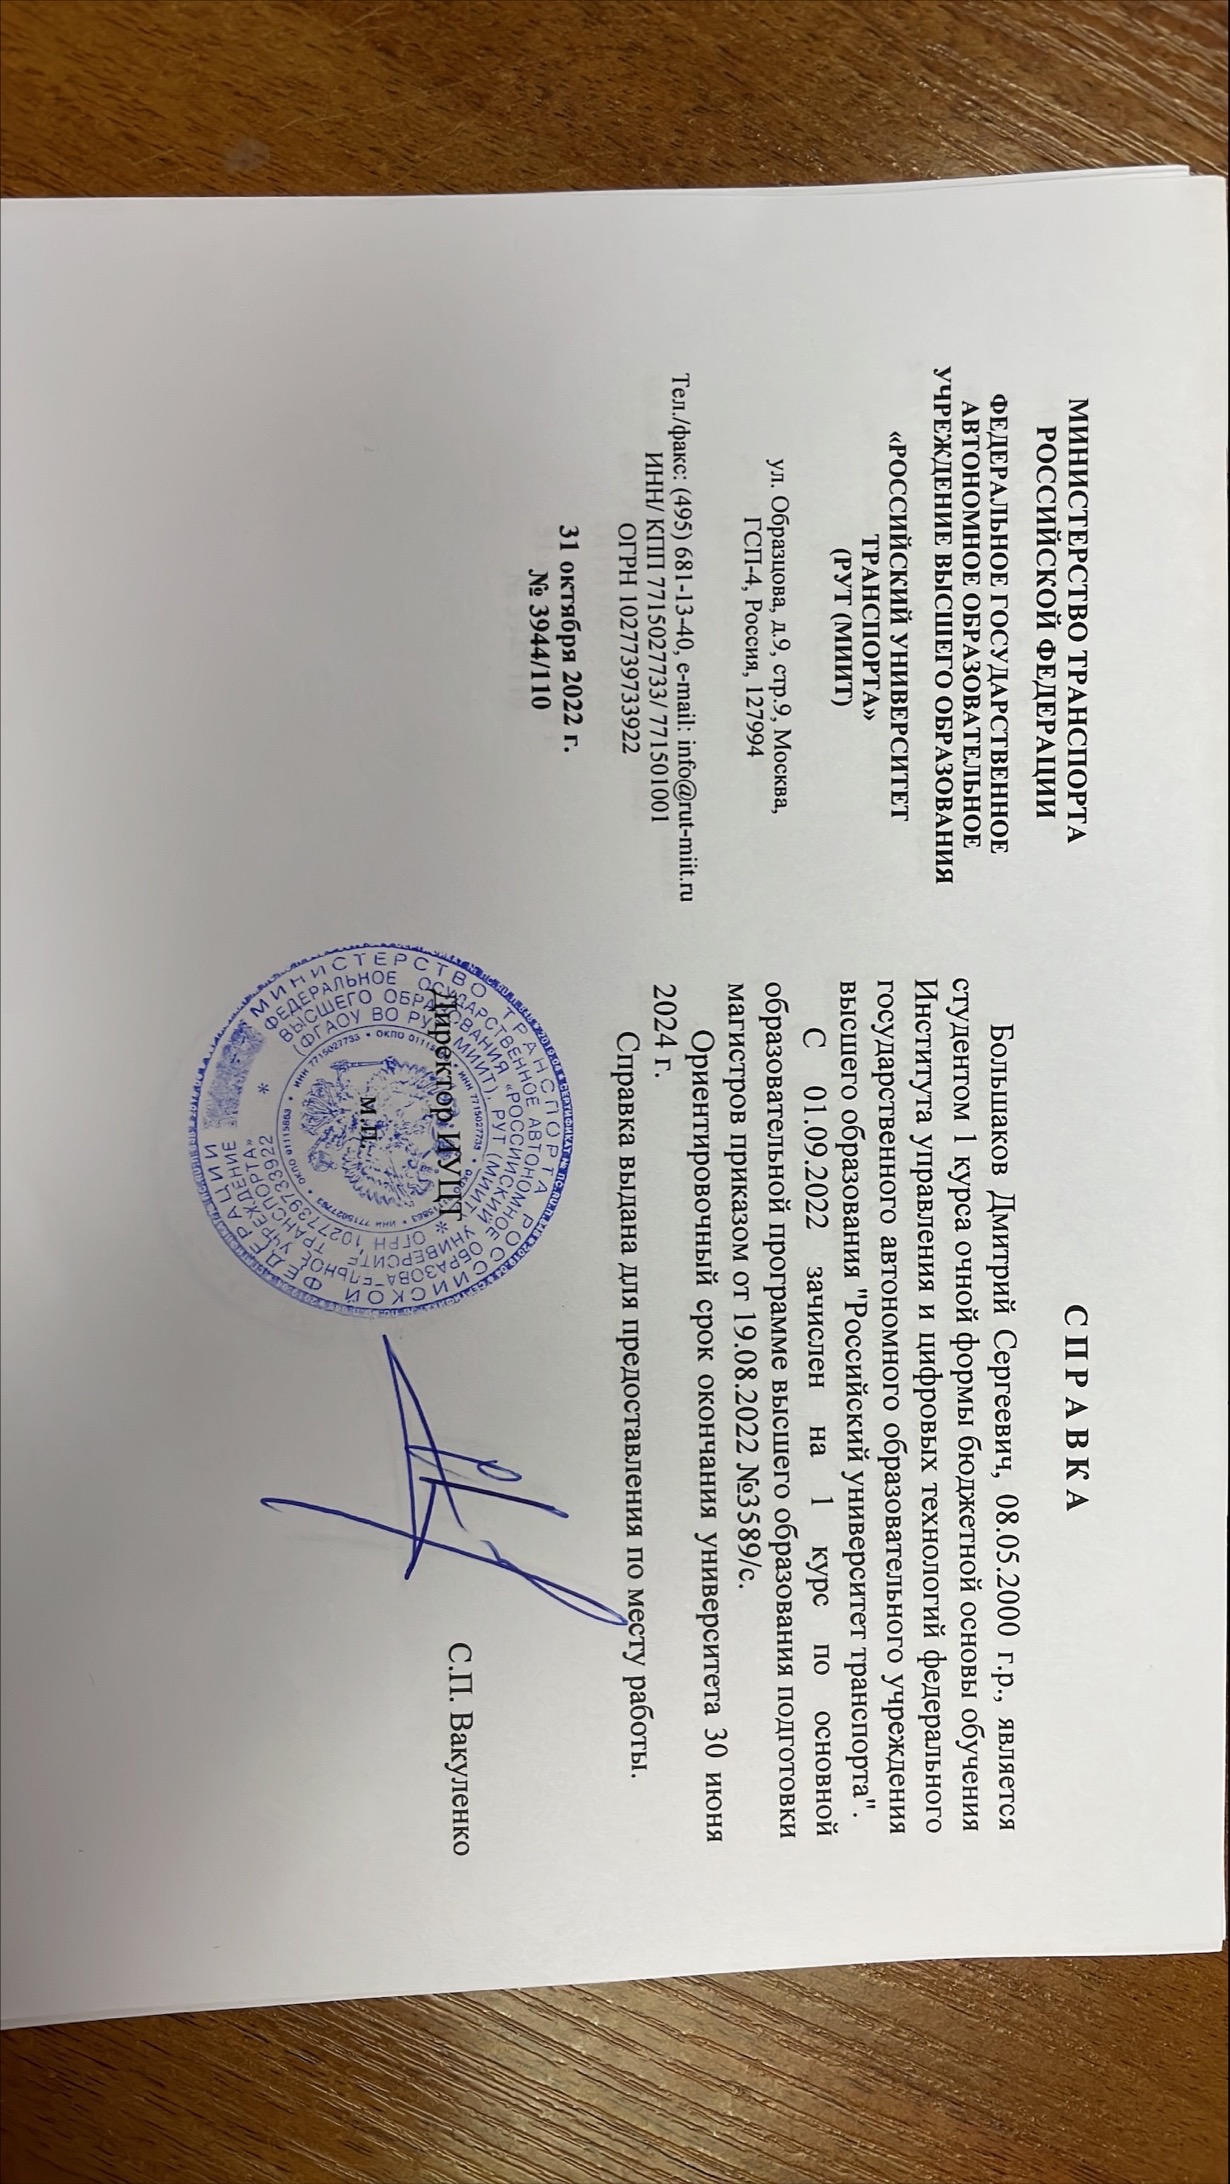 МИНИСТЕРСТВО ТРАНСПОРТА
РОССИЙСКОЙ ФЕДЕРАЦИИ
ФЕДЕРАЛЬНОЕ ГОСУДАРСТВЕННОЕ
АВТОНОМНОЕ ОБРАЗОВАТЕЛЬНОЕ
УЧРЕЖДЕНИЕ ВЫСШЕГО ОБРАЗОВАНИЯ
«РОССИЙСКИЙ УНИВЕРСИТЕТ
ТРАНСПОРТА»
(РУТ (МИИТ)
ул. Образцова, д.9, стр.9, Москва,
ГСП-4, Россия, 127994
Тел./факс: (495) 681-13-40, e-mail: info@rut-miit.ru
ИНН/ КПП 7715027733/ 771501001
ОГРН 1027739733922
31 октября 2022 г.
№ 3944/110
С П Р А В К А
Большаков Дмитрий Сергеевич, 08.05.2000 г.р., является
студентом 1 курса очной формы бюджетной основы обучения
Института управления и цифровых технологий федерального
государственного автономного образовательного учреждения
высшего образования "Российский университет транспорта".
С 01.09.2022 зачислен на 1 курс по основной
образовательной программе высшего образования подготовки
магистров приказом от 19.08.2022 №3589/с.
Ориентировочный срок окончания университета 30 июня
2024 г.
Справка выдана для предоставления по месту работы.
Директор ИУЦТ
С.П. Вакуленко
М.П.
МИНИСТЕРСТВО ТРАНСПОРТА РОССИЙСКОЙ ФЕДЕРАЦИИ
ФЕДЕРАЛЬНОЕ ГОСУДАРСТВЕННОЕ АВТОНОМНОЕ ОБРАЗОВАТЕЛЬНОЕ УЧРЕЖДЕНИЕ
ВЫСШЕГО ОБРАЗОВАНИЯ «РОССИЙСКИЙ УНИВЕРСИТЕТ ТРАНСПОРТА»
(ФГАОУ ВО РУТ (МИИТ), РУТ (МИИТ) * ОГРН 1027739733922 *
ИНН 7715027733 • ОКПО 01115863 • ИНН 7715027733 • ОКПО 01115863 •